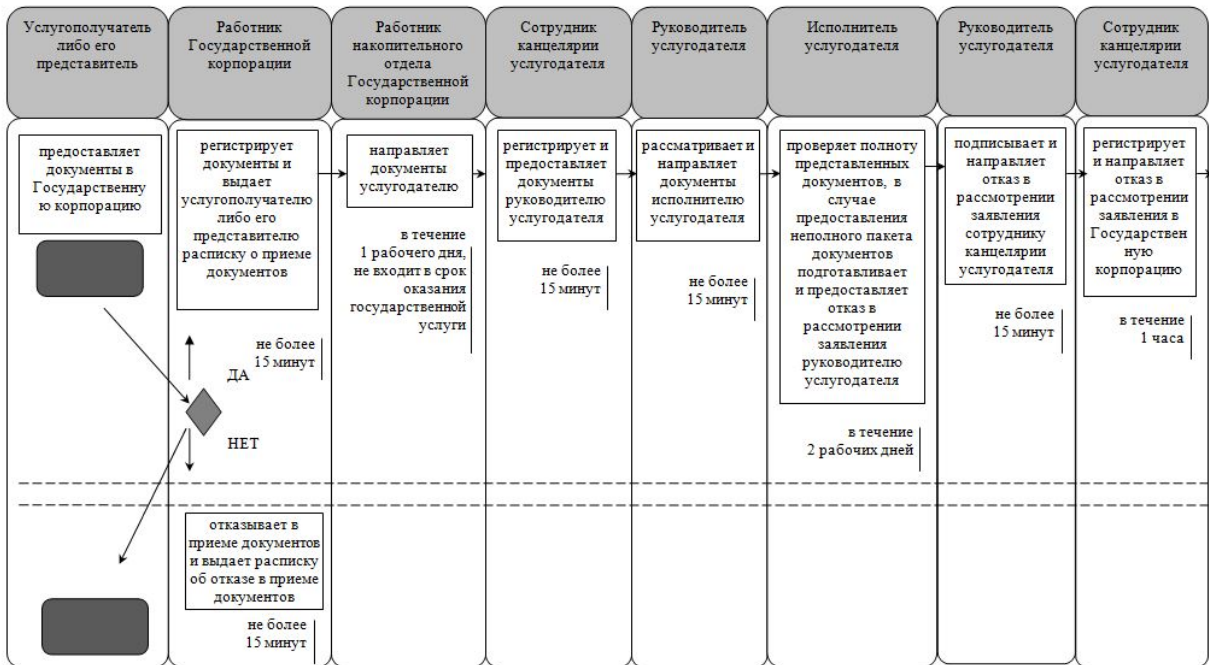 Услугополучатель
либо его
представитель
Работник
Государственной
корпорации
Работник
накопительного
отдела
Государственной
корпорации
Сотрудник
канцелярии
услугодателя
Руководитель
услугодателя
Исполнитель
услугодателя
Руководитель
услугодателя
Сотрудник
канцелярии
услугодателя
предоставляет
документы в
Государственну
ю корпорацию
регистрирует
документы и
выдает
услугополучателю
либо его
представителю
расписку о приеме
документов
не более
15 минут
ДА
НЕТ
отказывает в
приеме документов
и выдает расписку
об отказе в приеме
документов
не более
15 минут
направляет
документы
услугодателю
в течение
1 рабочего дня,
не входит в срок
оказания
государственной
услуги
регистрирует и
предоставляет
документы
руководителю
услугодателя
не более
15 минут
рассматривает и
направляет
документы
исполнителю
услугодателя
не более
15 минут
проверяет полноту
представленных
документов, в
случае
предоставления
неполного пакета
документов
подготавливает
и предоставляет
отказ в
рассмотрении
заявления
руководителю
услугодателя
в течение
2 рабочих дней
подписывает и
направляет
отказ в
рассмотрении
заявления
сотруднику
канцелярии
услугодателя
не более
15 минут
регистрирует
и направляет
отказ в
рассмотрении
заявления в
Государствен
ную
корпорацию
в течение
1 часа